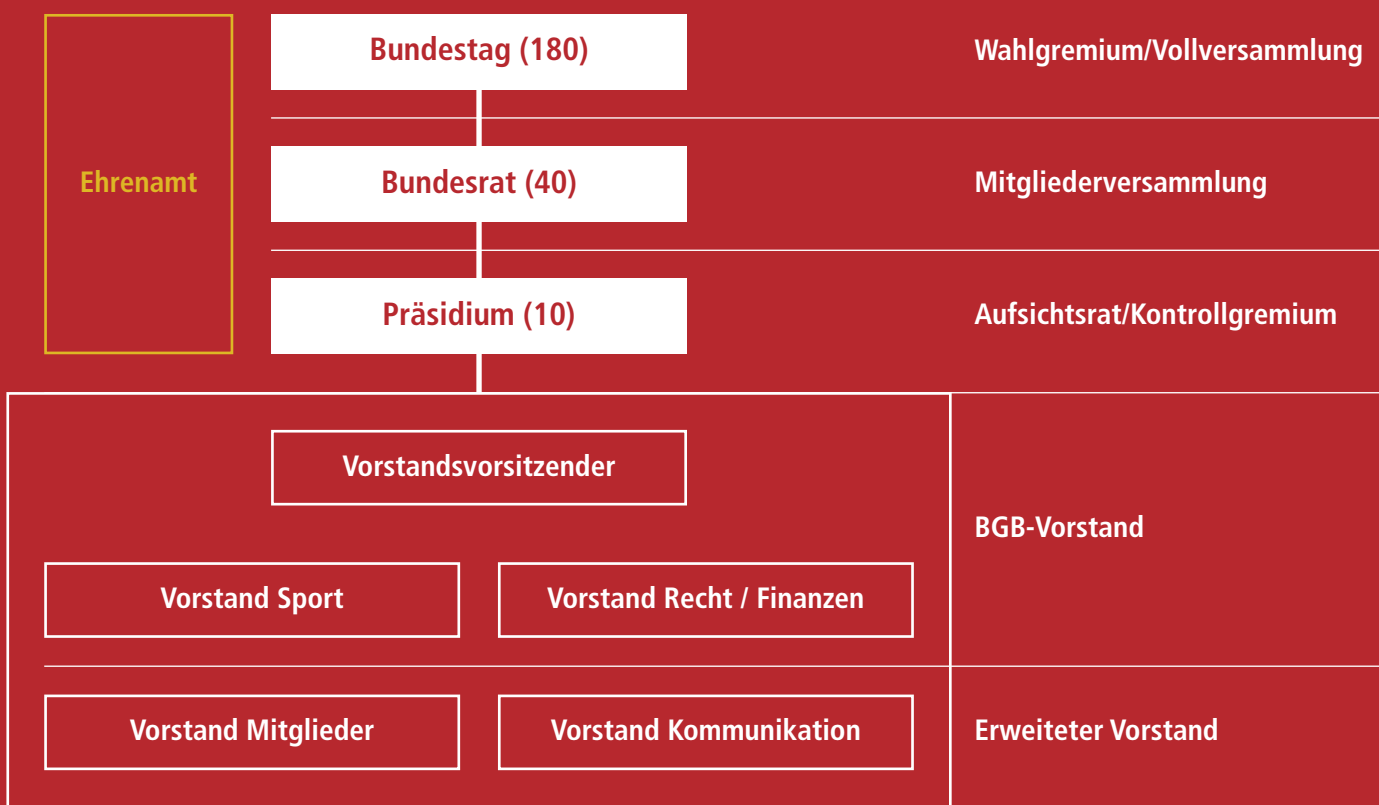 Bundestag (180)
Wahlgremium/Vollversammlung
Ehrenamt
Bundesrat (40)
Mitgliederversammlung
Präsidium (10)
Aufsichtsrat/Kontrollgremium
Vorstandsvorsitzender
BGB-Vorstand
Vorstand Sport
Vorstand Recht / Finanzen
Vorstand Mitglieder
Vorstand Kommunikation
Erweiteter Vorstand